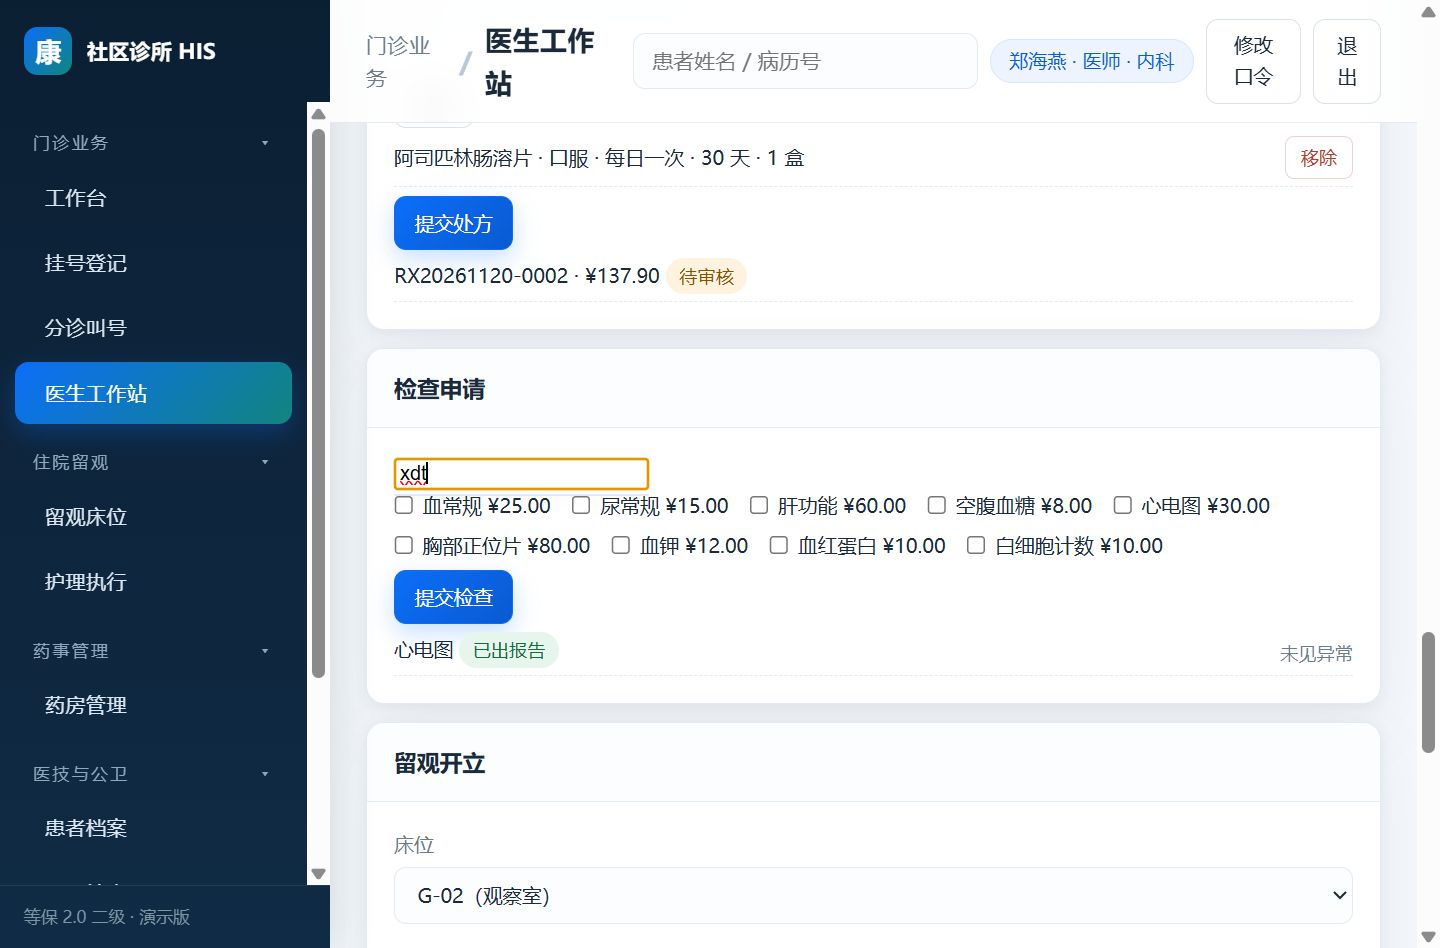 康 社区诊所 HIS
门诊业务
工作台
挂号登记
分诊叫号
医生工作站
住院留观
留观床位
护理执行
药事管理
药房管理
医技与公卫
患者档案
等保 2.0 二级 · 演示版
门诊业务 / 医生工作站
患者姓名 / 病历号
郑海燕 · 医师 · 内科
修改口令
退出
阿司匹林肠溶片 · 口服 · 每日一次 · 30 天 · 1 盒
移除
提交处方
RX20261120-0002 · ¥137.90 待审核
检查申请
xdt
血常规 ¥25.00 尿常规 ¥15.00 肝功能 ¥60.00 空腹血糖 ¥8.00 心电图 ¥30.00
胸部正位片 ¥80.00 血钾 ¥12.00 血红蛋白 ¥10.00 白细胞计数 ¥10.00
提交检查
心电图 已出报告 未见异常
留观开立
床位
G-02（观察室）